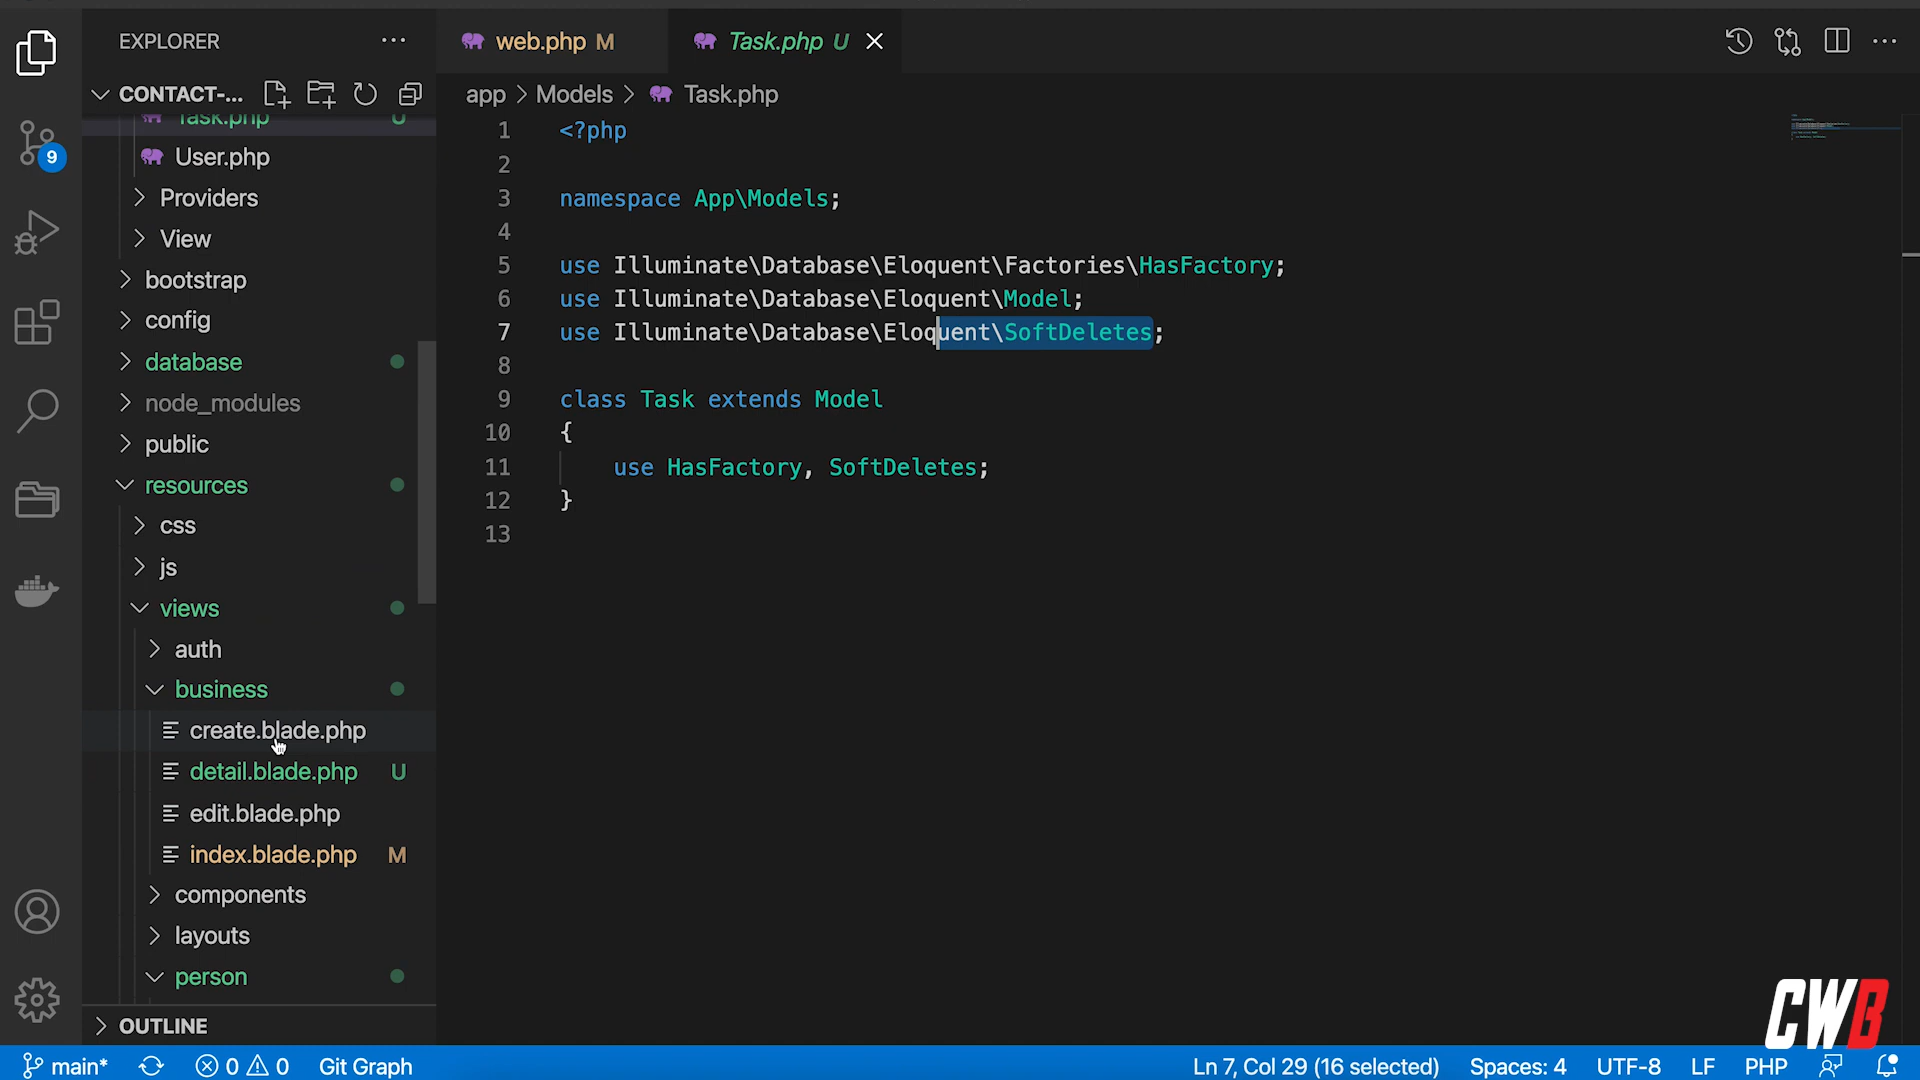 EXPLORER
web.php M
Task.php U
CONTACT-...
app > Models > Task.php
Task.php U
User.php
Providers
View
bootstrap
config
database
node_modules
public
resources
css
js
views
auth
business
create.blade.php
detail.blade.php U
edit.blade.php
index.blade.php M
components
layouts
person
OUTLINE
9
1 <?php
2
3 namespace App\Models;
4
5 use Illuminate\Database\Eloquent\Factories\HasFactory;
6 use Illuminate\Database\Eloquent\Model;
7 use Illuminate\Database\Eloquent\SoftDeletes;
8
9 class Task extends Model
10 {
11 use HasFactory, SoftDeletes;
12 }
13
CWB
main* 0 0 Git Graph Ln 7, Col 29 (16 selected) Spaces: 4 UTF-8 LF PHP